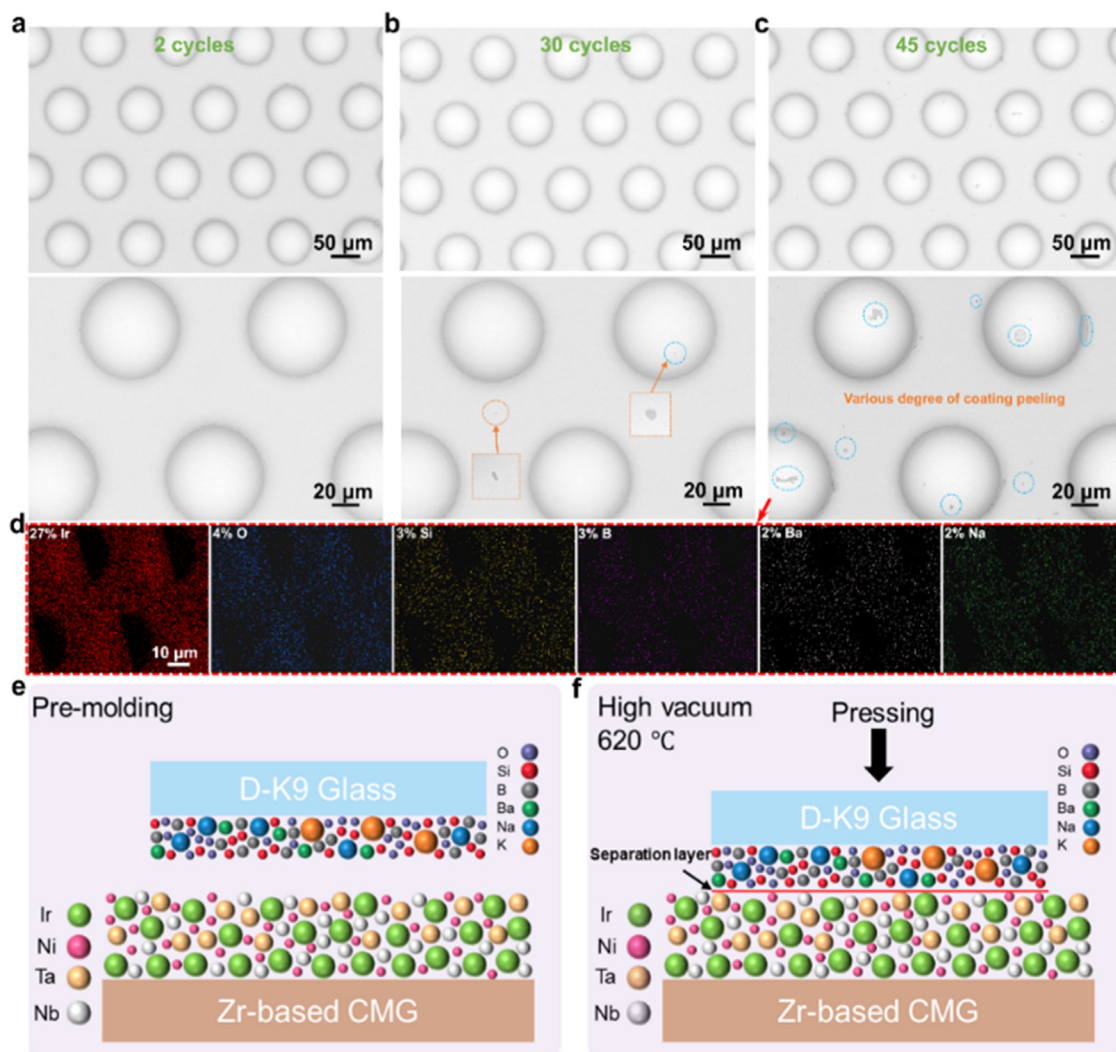 a
2 cycles
50 μm
20 μm
b
30 cycles
50 μm
20 μm
c
45 cycles
50 μm
Various degree of coating peeling
20 μm
d
27% Ir
10 μm
4% O
3% Si
3% B
2% Ba
2% Na
e
Pre-molding
O
Si
B
Ba
Na
K
D-K9 Glass
Ir
Ni
Ta
Nb
Zr-based CMG
f
High vacuum
620 ℃
Pressing
O
Si
B
Ba
Na
K
D-K9 Glass
Separation layer
Ir
Ni
Ta
Nb
Zr-based CMG